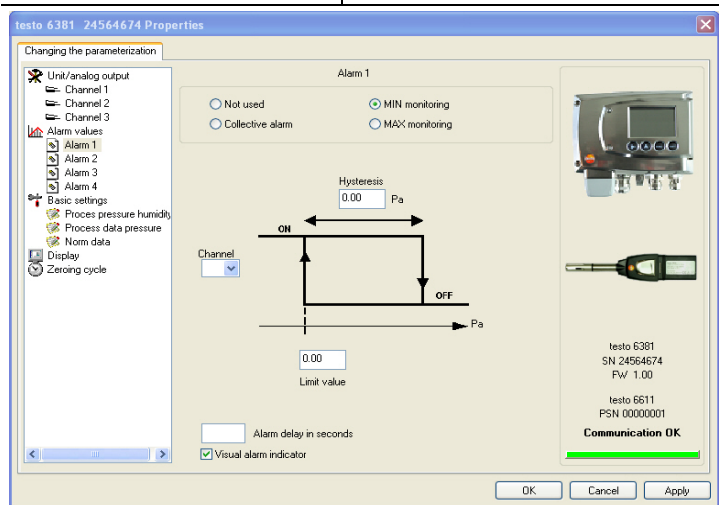 testo 6381 24564674 Properties
Changing the parameterization
Unit/analog output
Channel 1
Channel 2
Channel 3
Alarm values
Alarm 1
Alarm 2
Alarm 3
Alarm 4
Basic settings
Proces pressure humidity
Process data pressure
Norm data
Display
Zeroing cycle
Alarm 1
Not used
MIN monitoring
Collective alarm
MAX monitoring
Hysteresis
0.00 Pa
ON
Channel
OFF
Pa
0.00
Limit value
Alarm delay in seconds
Visual alarm indicator
testo 6381
SN 24564674
FW 1.00
testo 6611
PSN 00000001
Communication OK
OK Cancel Apply